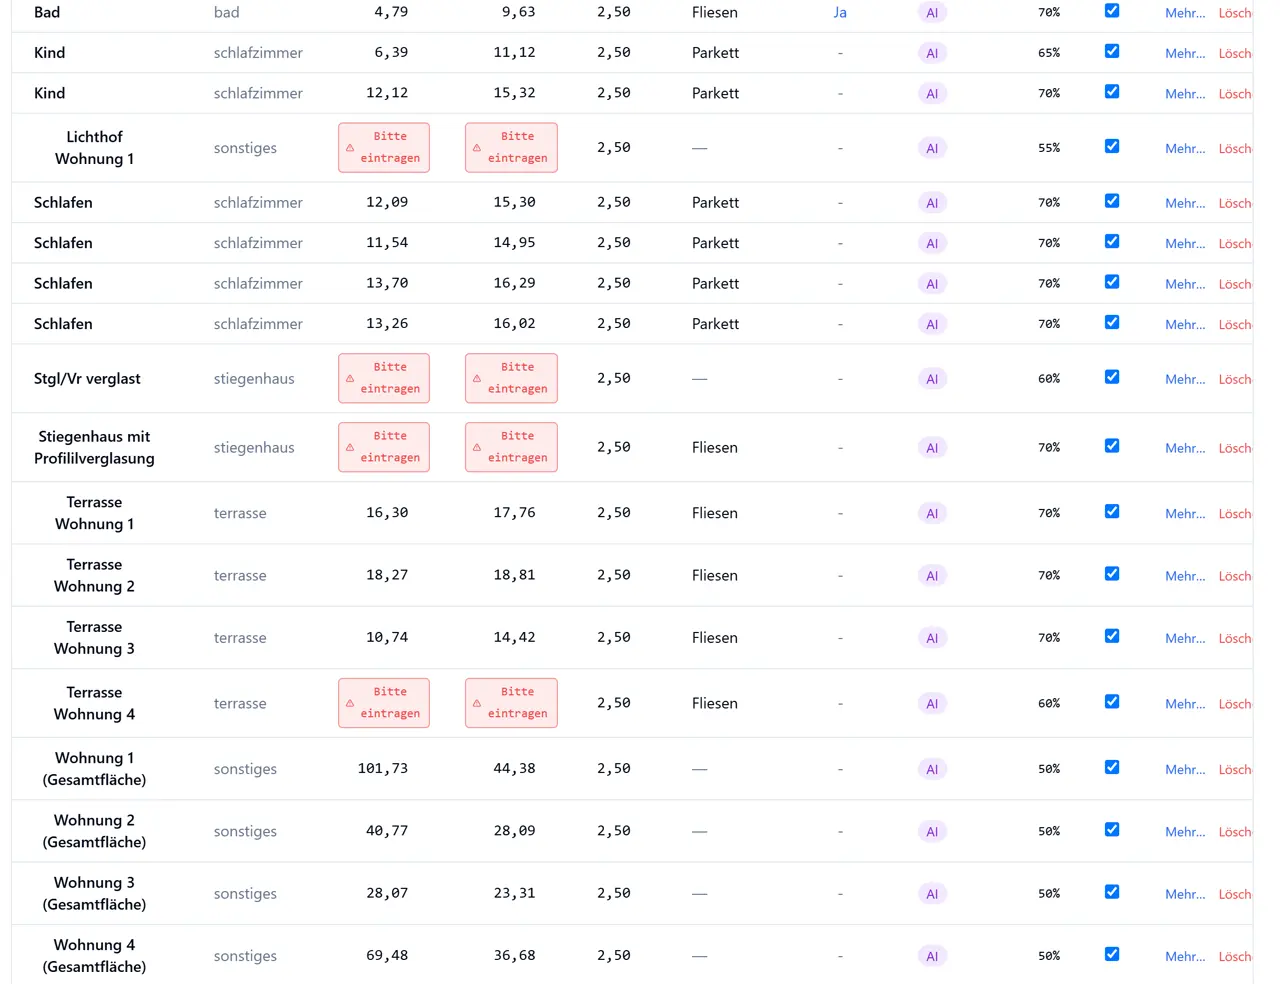 Bad bad 4,79 9,63 2,50 Fliesen Ja AI 70% Mehr... Lösch
Kind schlafzimmer 6,39 11,12 2,50 Parkett - AI 65% Mehr... Lösch
Kind schlafzimmer 12,12 15,32 2,50 Parkett - AI 70% Mehr... Lösch
Lichthof
Wohnung 1 sonstiges ⚠ Bitte eintragen ⚠ Bitte eintragen 2,50 — - AI 55% Mehr... Lösch
Schlafen schlafzimmer 12,09 15,30 2,50 Parkett - AI 70% Mehr... Lösch
Schlafen schlafzimmer 11,54 14,95 2,50 Parkett - AI 70% Mehr... Lösch
Schlafen schlafzimmer 13,70 16,29 2,50 Parkett - AI 70% Mehr... Lösch
Schlafen schlafzimmer 13,26 16,02 2,50 Parkett - AI 70% Mehr... Lösch
Stgl/Vr verglast stiegenhaus ⚠ Bitte eintragen ⚠ Bitte eintragen 2,50 — - AI 60% Mehr... Lösch
Stiegenhaus mit
Profililverglasung stiegenhaus ⚠ Bitte eintragen ⚠ Bitte eintragen 2,50 Fliesen - AI 70% Mehr... Lösch
Terrasse
Wohnung 1 terrasse 16,30 17,76 2,50 Fliesen - AI 70% Mehr... Lösch
Terrasse
Wohnung 2 terrasse 18,27 18,81 2,50 Fliesen - AI 70% Mehr... Lösch
Terrasse
Wohnung 3 terrasse 10,74 14,42 2,50 Fliesen - AI 70% Mehr... Lösch
Terrasse
Wohnung 4 terrasse ⚠ Bitte eintragen ⚠ Bitte eintragen 2,50 Fliesen - AI 60% Mehr... Lösch
Wohnung 1
(Gesamtfläche) sonstiges 101,73 44,38 2,50 — - AI 50% Mehr... Lösch
Wohnung 2
(Gesamtfläche) sonstiges 40,77 28,09 2,50 — - AI 50% Mehr... Lösch
Wohnung 3
(Gesamtfläche) sonstiges 28,07 23,31 2,50 — - AI 50% Mehr... Lösch
Wohnung 4
(Gesamtfläche) sonstiges 69,48 36,68 2,50 — - AI 50% Mehr... Lösch